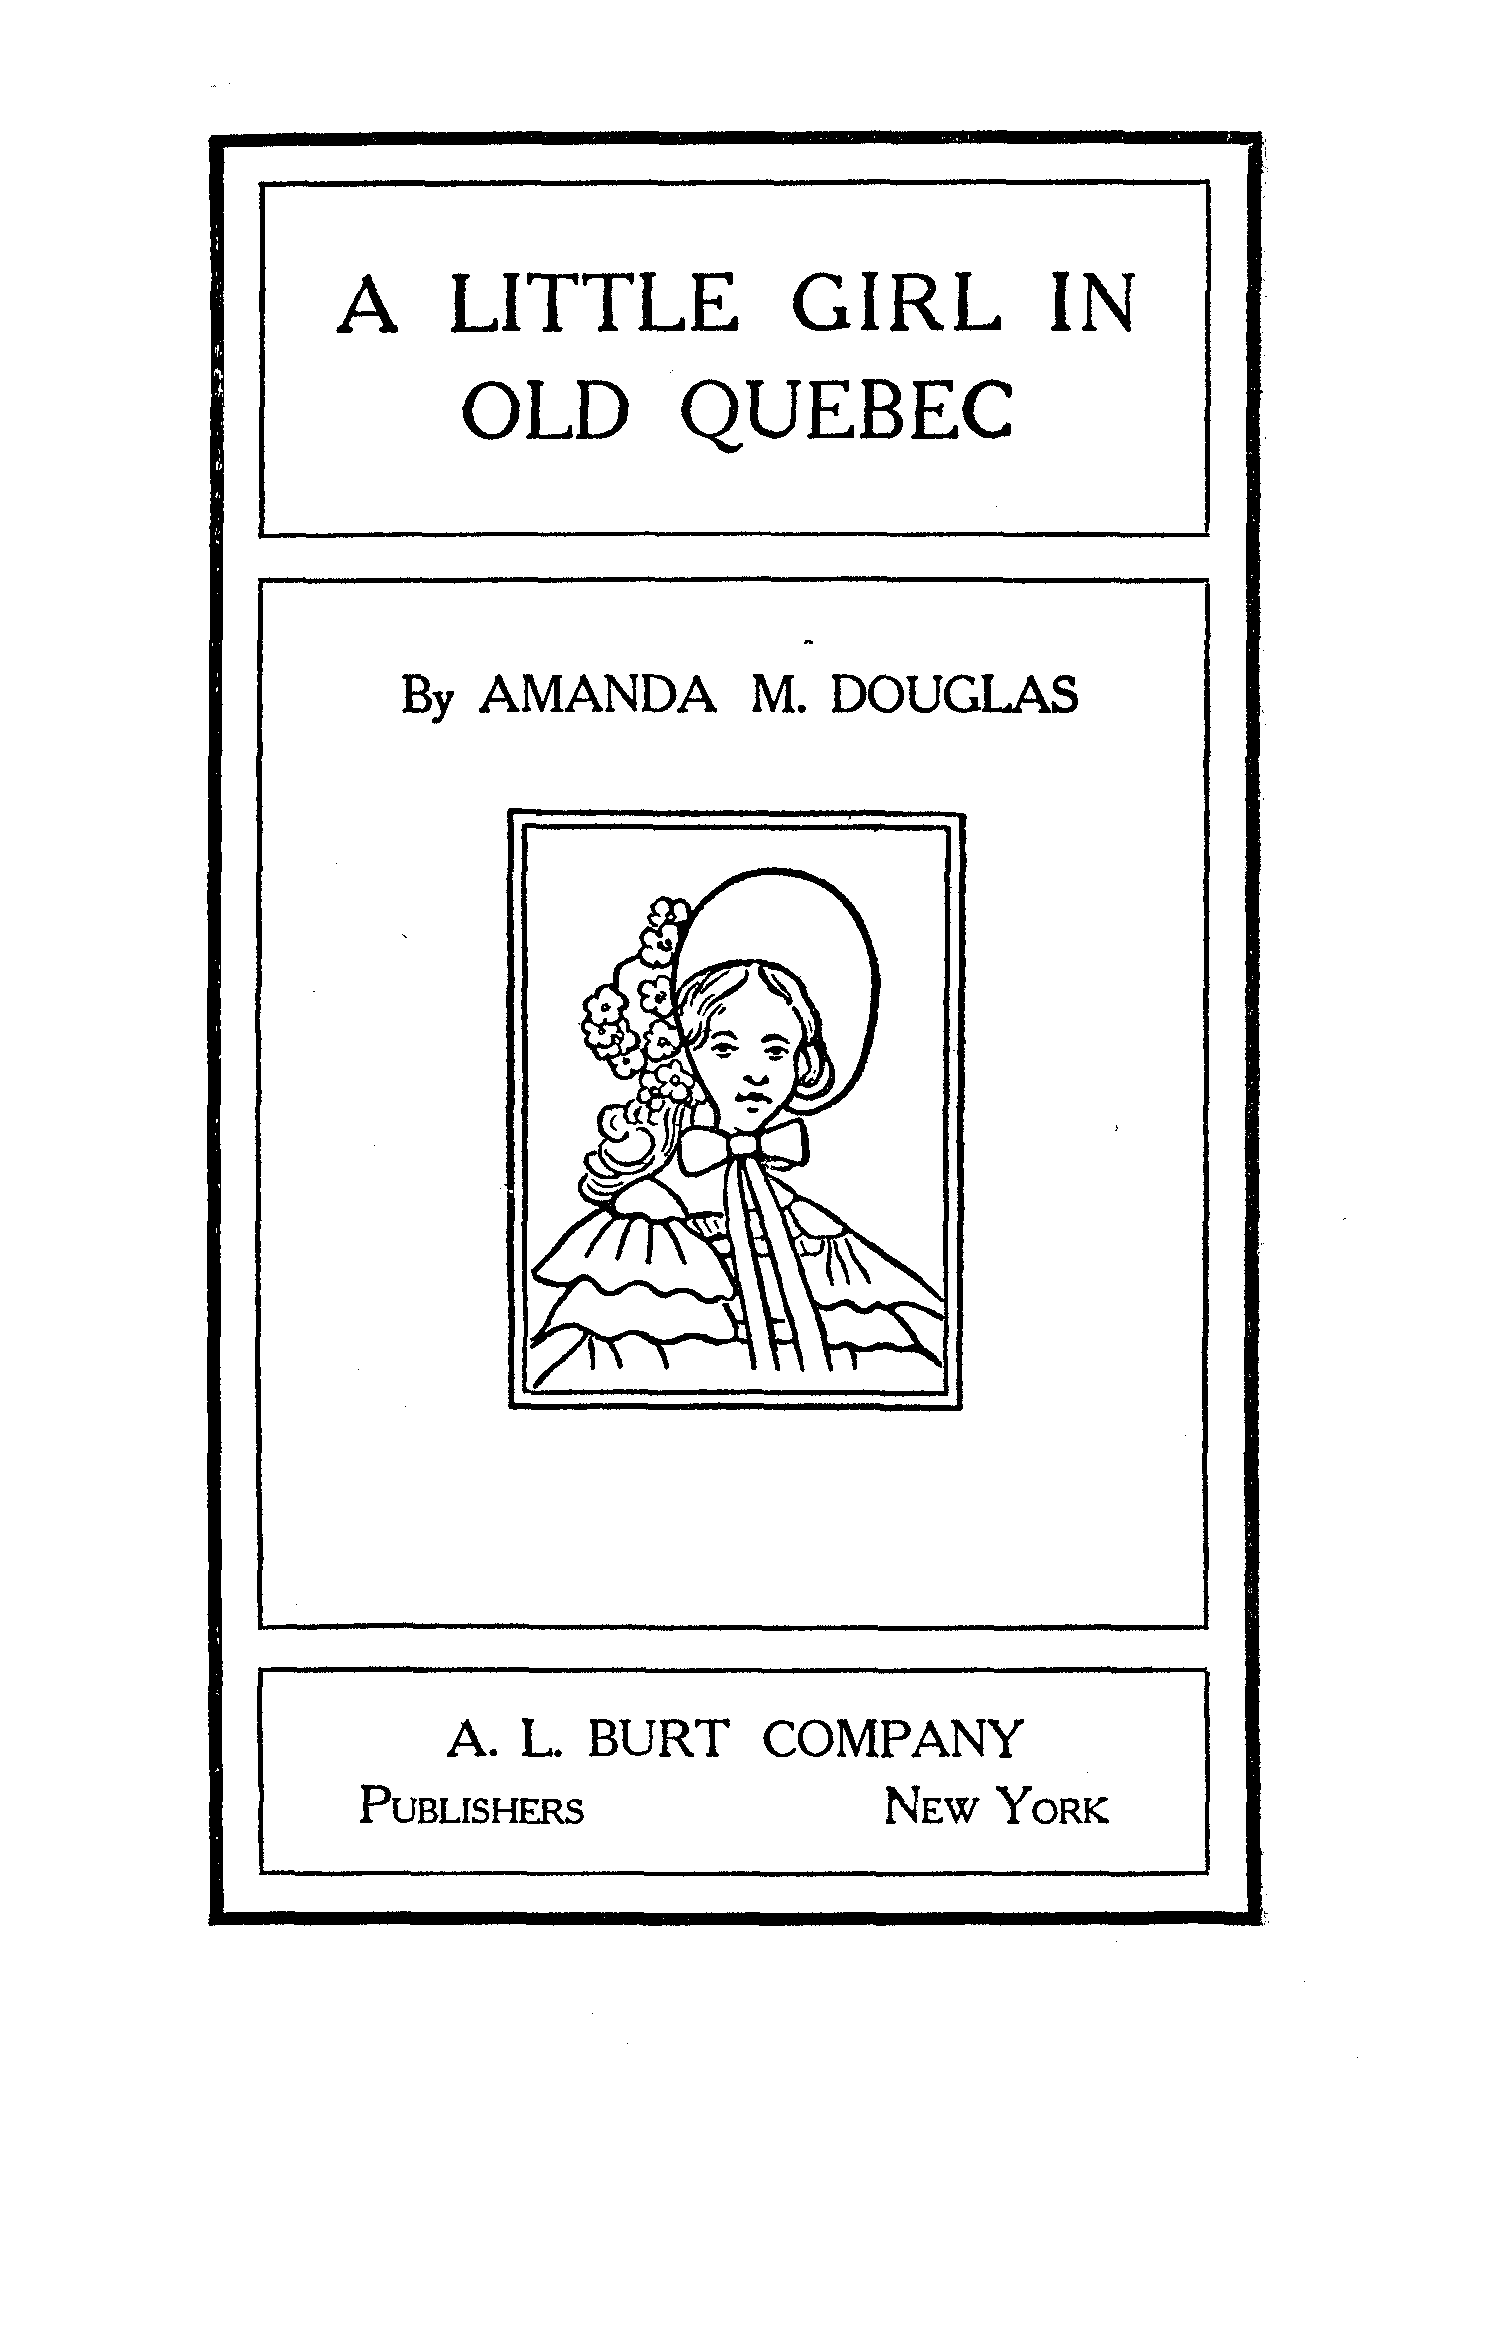 A LITTLE GIRL IN
OLD QUEBEC
By AMANDA M. DOUGLAS
A. L. BURT COMPANY
PUBLISHERS NEW YORK